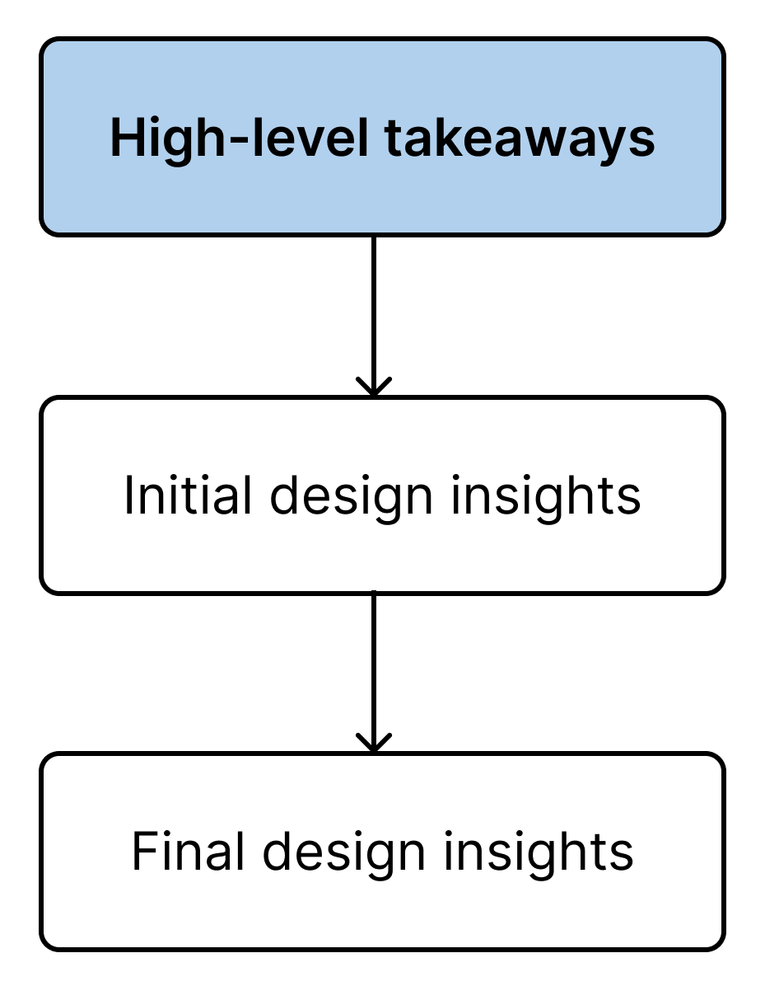 High-level takeaways
Initial design insights
Final design insights